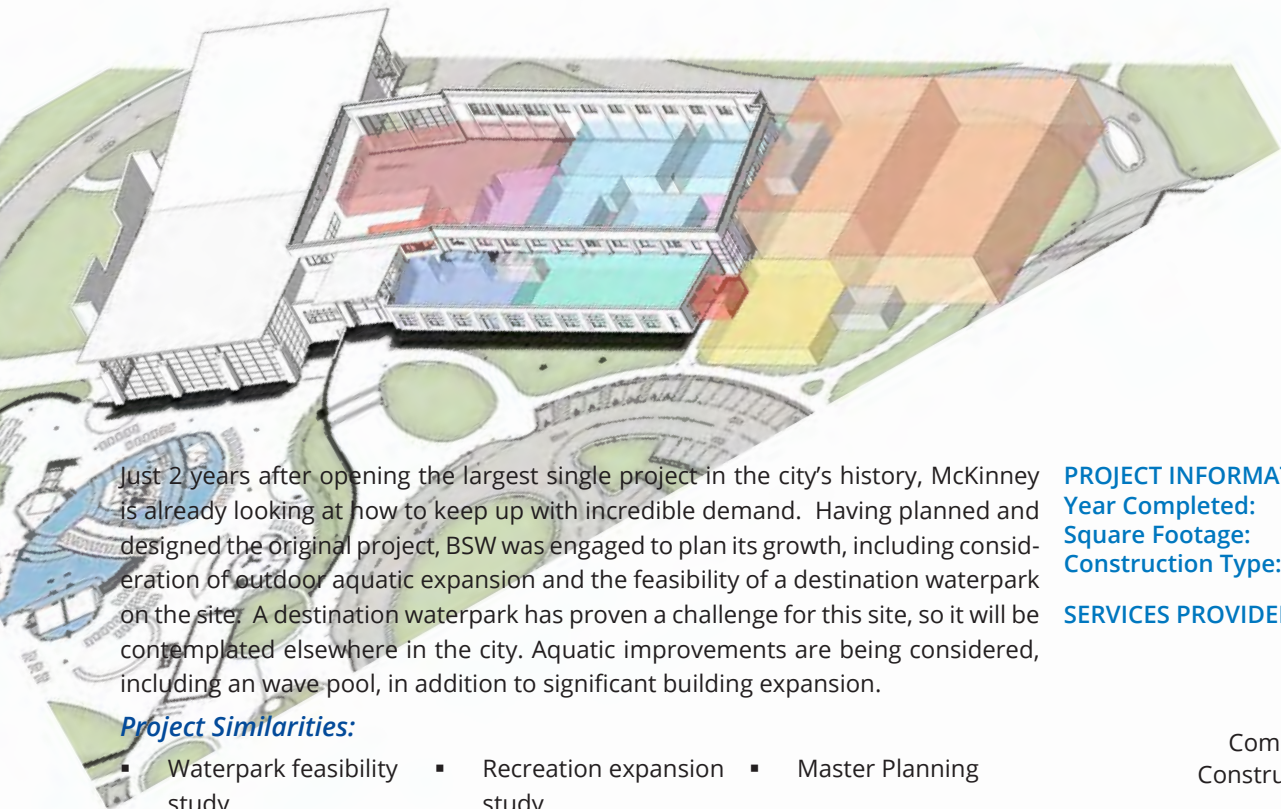 Just 2 years after opening the largest single project in the city's history, McKinney
is already looking at how to keep up with incredible demand. Having planned and
designed the original project, BSW was engaged to plan its growth, including consid-
eration of outdoor aquatic expansion and the feasibility of a destination waterpark
on the site. A destination waterpark has proven a challenge for this site, so it will be
contemplated elsewhere in the city. Aquatic improvements are being considered,
including an wave pool, in addition to significant building expansion.
Project Similarities:
▪ Waterpark feasibility
study
▪ Recreation expansion
study
▪ Master Planning
PROJECT INFORMA
Year Completed:
Square Footage:
Construction Type:
SERVICES PROVIDE
Com
Constru